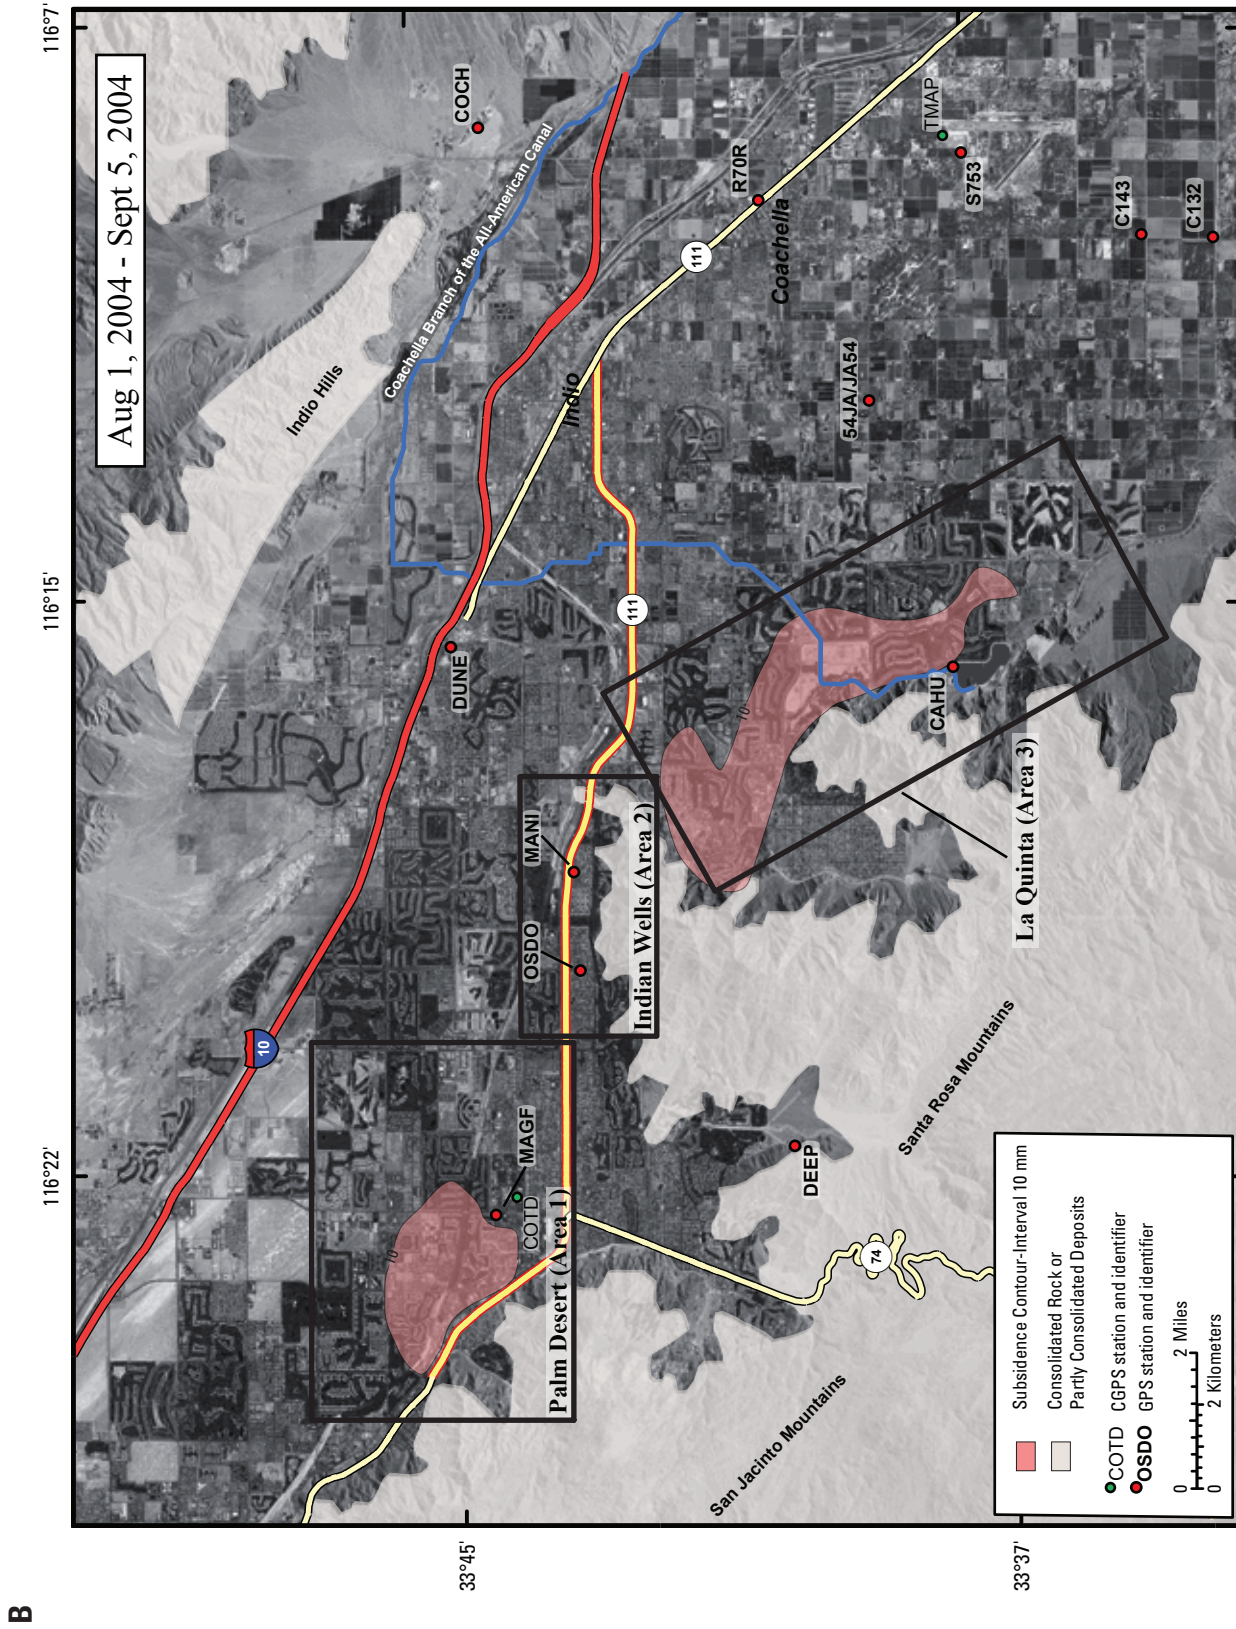 B
Aug 1, 2004 - Sept 5, 2004
116°22'
116°15'
116°7'
33°45'
33°37'
10
Indio Hills
COCH
Coachella Branch of the All-American Canal
DUNE
Indio
111
R70R
Coachella
TMAP
S753
C143
C132
54JA/JA54
111
MANI
OSDO
Indian Wells (Area 2)
MAGF
COTD
10
Palm Desert (Area 1)
10
CAHU
La Quinta (Area 3)
DEEP
74
Santa Rosa Mountains
San Jacinto Mountains
Subsidence Contour-Interval 10 mm
Consolidated Rock or
Partly Consolidated Deposits
COTD CGPS station and identifier
OSDO GPS station and identifier
0 2 Miles
0 2 Kilometers